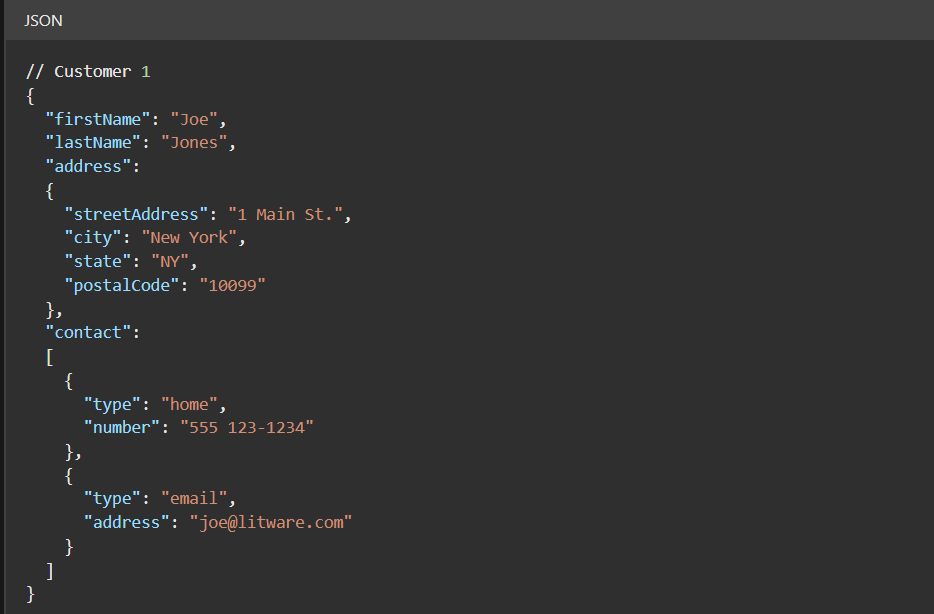 JSON
// Customer 1
{
  "firstName": "Joe",
  "lastName": "Jones",
  "address":
  {
    "streetAddress": "1 Main St.",
    "city": "New York",
    "state": "NY",
    "postalCode": "10099"
  },
  "contact":
  [
    {
      "type": "home",
      "number": "555 123-1234"
    },
    {
      "type": "email",
      "address": "joe@litware.com"
    }
  ]
}